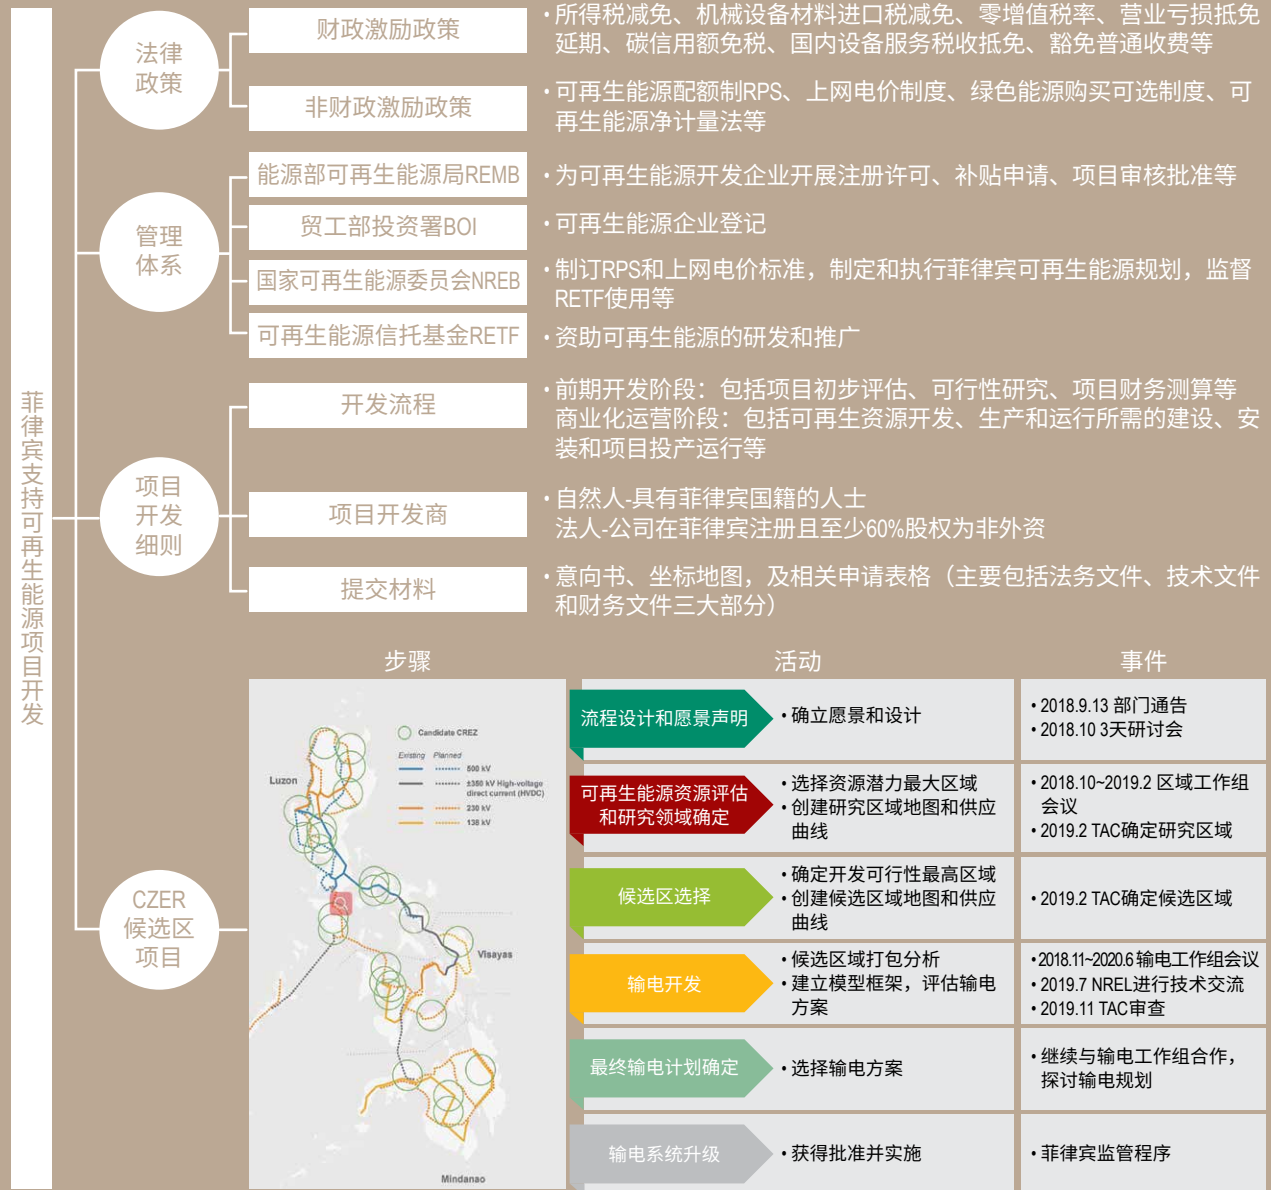 菲律宾支持可再生能源项目开发
法律
政策
财政激励政策
• 所得税减免、机械设备材料进口税减免、零增值税率、营业亏损抵免
延期、碳信用额免税、国内设备服务税收抵免、豁免普通收费等
非财政激励政策
• 可再生能源配额制RPS、上网电价制度、绿色能源购买可选制度、可
再生能源净计量法等
管理
体系
能源部可再生能源局REMB
• 为可再生能源开发企业开展注册许可、补贴申请、项目审核批准等
贸工部投资署BOI
• 可再生能源企业登记
国家可再生能源委员会NREB
• 制订RPS和上网电价标准，制定和执行菲律宾可再生能源规划，监督
RETF使用等
可再生能源信托基金RETF
• 资助可再生能源的研发和推广
项目
开发
细则
开发流程
• 前期开发阶段：包括项目初步评估、可行性研究、项目财务测算等
商业化运营阶段：包括可再生资源开发、生产和运行所需的建设、安
装和项目投产运行等
项目开发商
• 自然人-具有菲律宾国籍的人士
法人-公司在菲律宾注册且至少60%股权为非外资
提交材料
• 意向书、坐标地图，及相关申请表格（主要包括法务文件、技术文件
和财务文件三大部分）
CZER
候选区
项目
步骤
活动
事件
Candidate CREZ
Existing Planned
500 kV
±350 kV High-voltage
direct current (HVDC)
230 kV
138 kV
Luzon
Visayas
Mindanao
流程设计和愿景声明
• 确立愿景和设计
• 2018.9.13 部门通告
• 2018.10 3天研讨会
可再生能源资源评估
和研究领域确定
• 选择资源潜力最大区域
• 创建研究区域地图和供应
曲线
• 2018.10~2019.2 区域工作组
会议
• 2019.2 TAC确定研究区域
候选区选择
• 确定开发可行性最高区域
• 创建候选区域地图和供应
曲线
• 2019.2 TAC确定候选区域
输电开发
• 候选区域打包分析
• 建立模型框架，评估输电
方案
• 2018.11~2020.6 输电工作组会议
• 2019.7 NREL进行技术交流
• 2019.11 TAC审查
最终输电计划确定
• 选择输电方案
• 继续与输电工作组合作，
探讨输电规划
输电系统升级
• 获得批准并实施
• 菲律宾监管程序